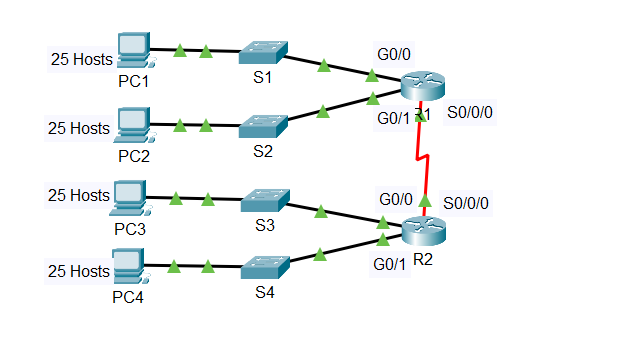 G0/0
25 Hosts
PC1
S1
25 Hosts
PC2
S2
G0/1
R1
S0/0/0
25 Hosts
PC3
S3
G0/0
S0/0/0
25 Hosts
PC4
S4
G0/1
R2